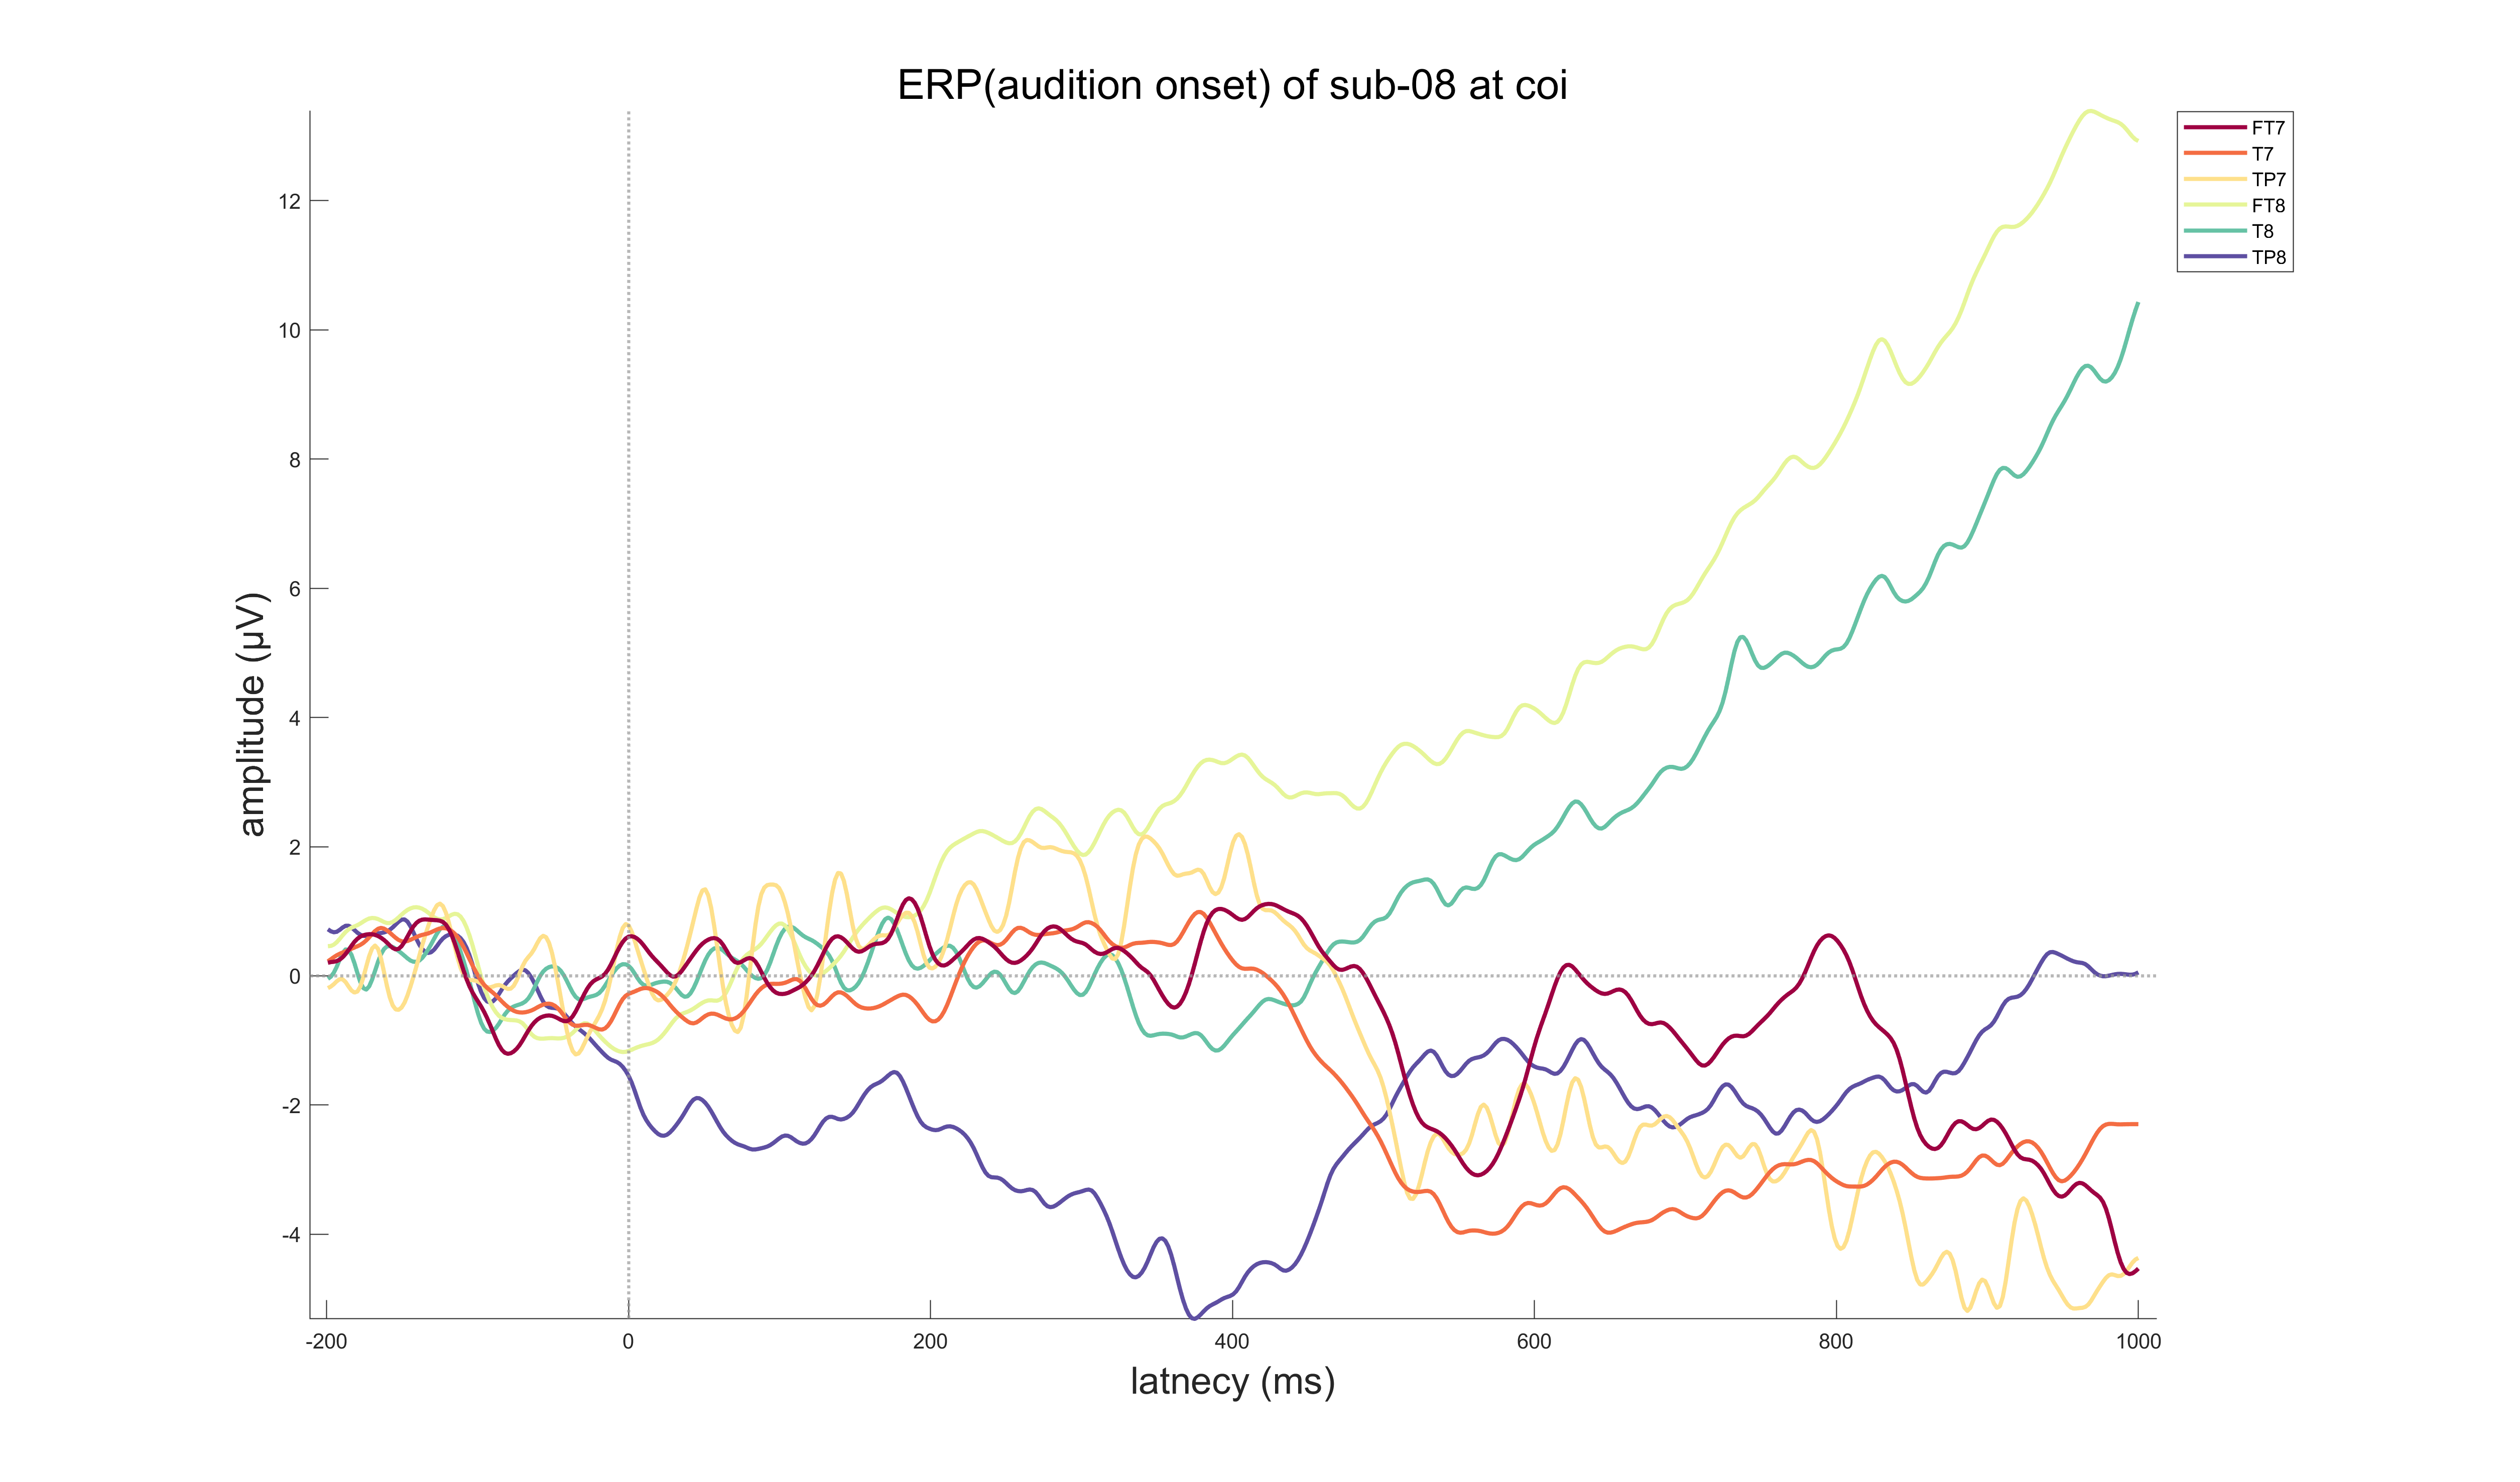 ERP(audition onset) of sub-08 at coi
FT7
T7
TP7
FT8
T8
TP8
amplitude (µV)
12
10
8
6
4
2
0
-2
-4
-200
0
200
400
600
800
1000
latnecy (ms)